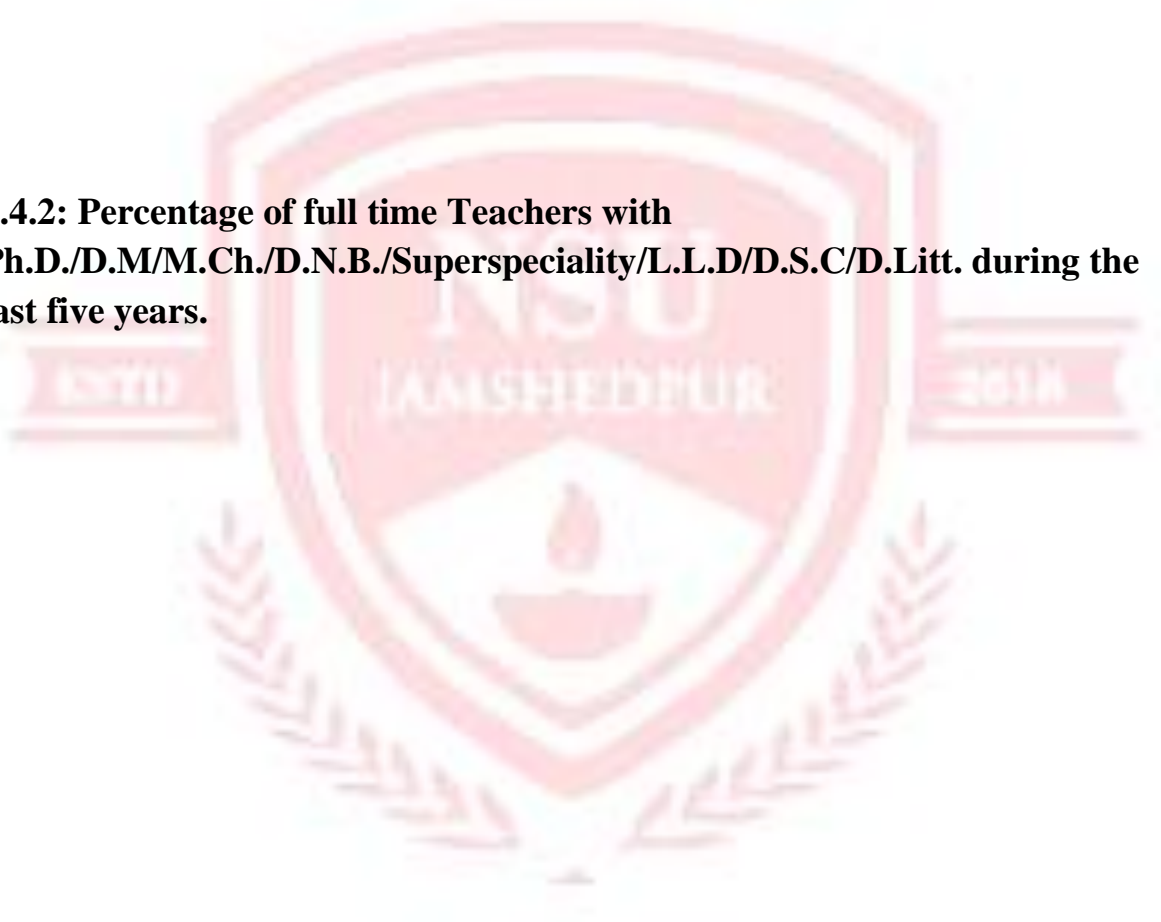 .4.2: Percentage of full time Teachers with
Ph.D./D.M/M.Ch./D.N.B./Superspeciality/L.L.D/D.S.C/D.Litt. during the
ast five years.
NSU
JAMSHEDPUR
ESTD
2018